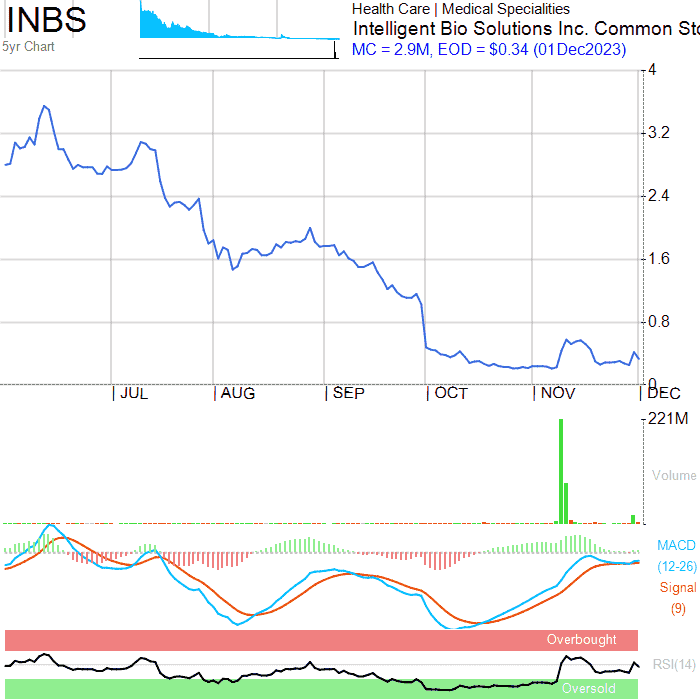 INBS
5yr Chart
Health Care | Medical Specialities
Intelligent Bio Solutions Inc. Common Sto
MC = 2.9M, EOD = $0.34 (01Dec2023)
4
3.2
2.4
1.6
0.8
0
JUL
AUG
SEP
OCT
NOV
DEC
221M
Volume
MACD
(12-26)
Signal
(9)
Overbought
RSI(14)
Oversold